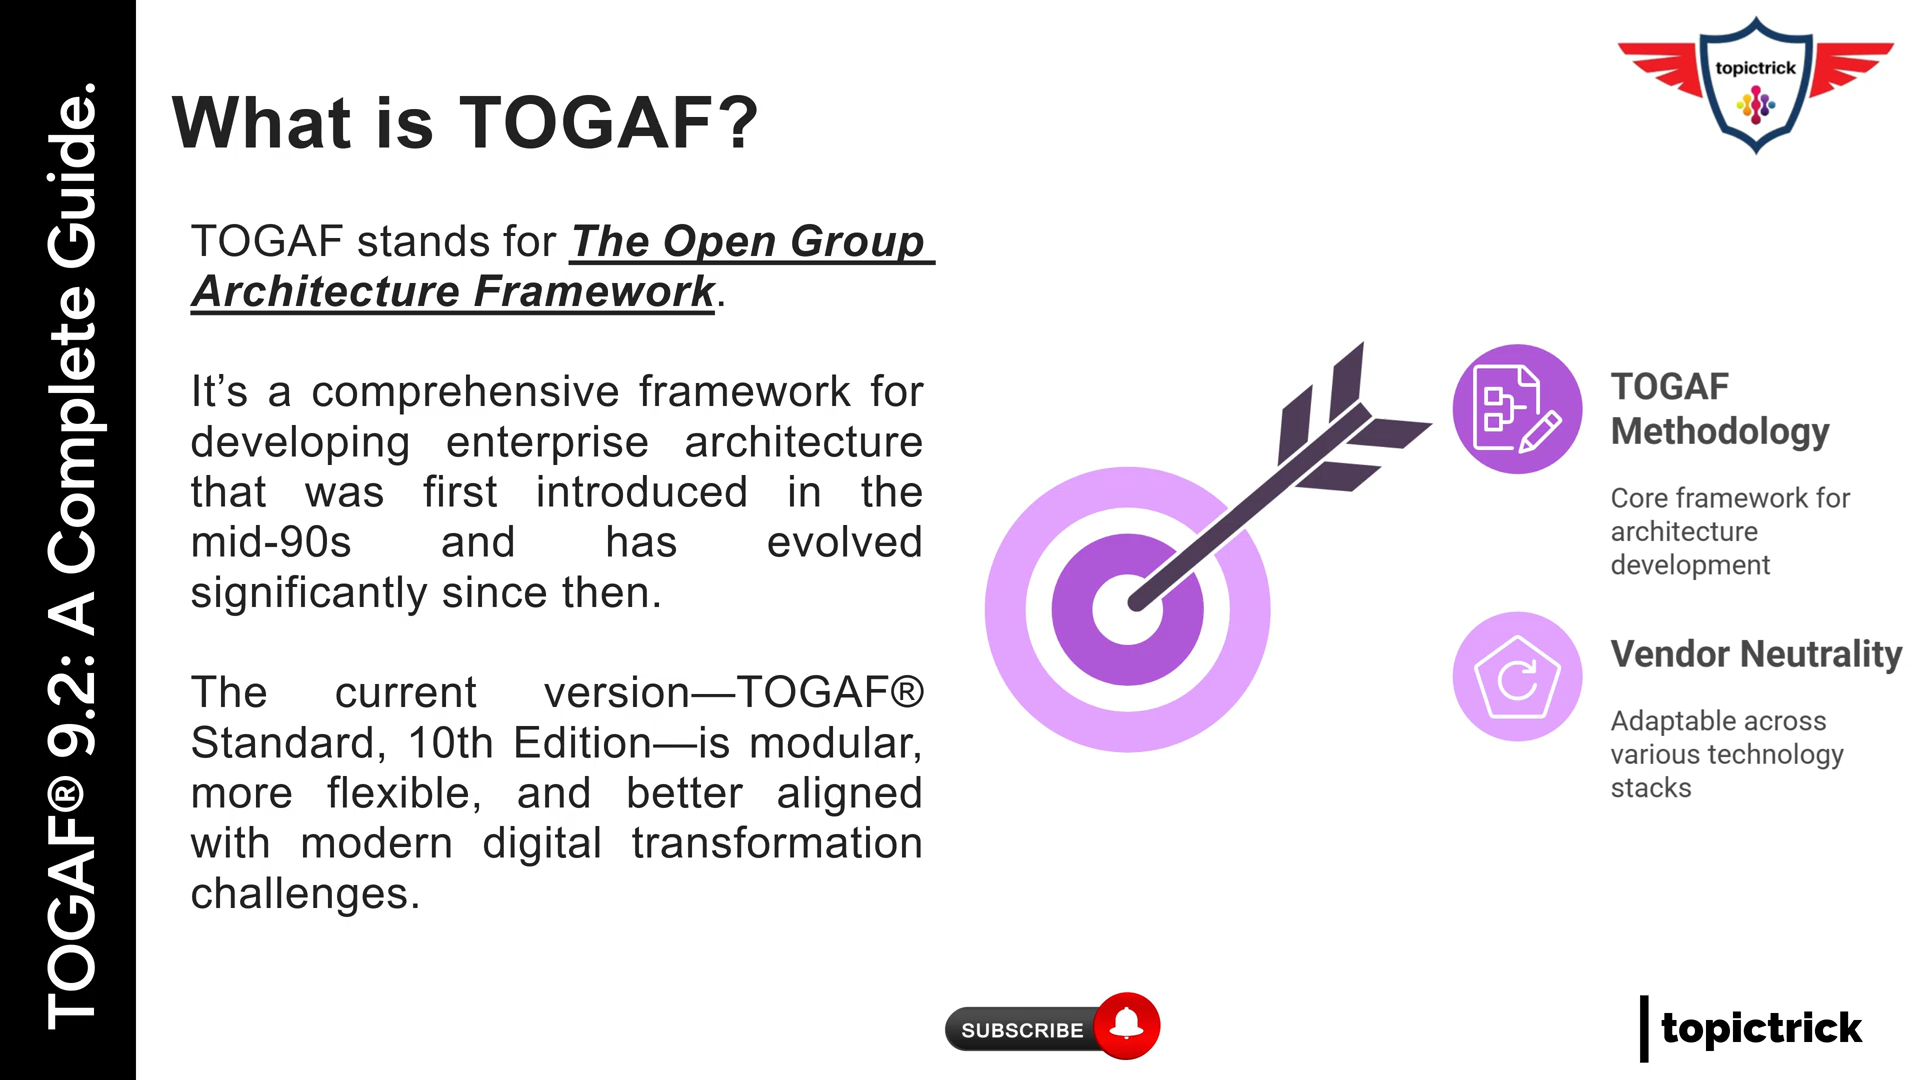 TOGAF® 9.2: A Complete Guide.
topictrick
What is TOGAF?
TOGAF stands for The Open Group
Architecture Framework.
It’s a comprehensive framework for
developing enterprise architecture
that was first introduced in the
mid-90s and has evolved
significantly since then.
The current version—TOGAF®
Standard, 10th Edition—is modular,
more flexible, and better aligned
with modern digital transformation
challenges.
TOGAF
Methodology
Core framework for
architecture
development
Vendor Neutrality
Adaptable across
various technology
stacks
SUBSCRIBE
topictrick